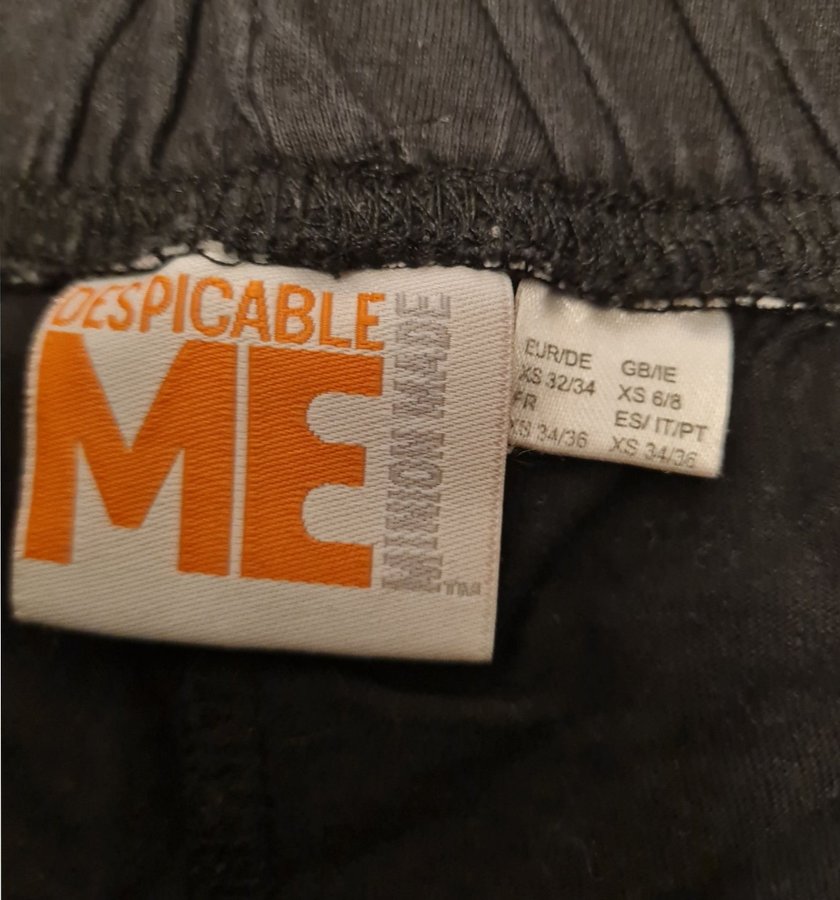 DESPICABLE
ME
MINION MADE
TM
EUR/DE
XS 32/34
FR
XS 34/36
GB/IE
XS 6/8
ES/ IT/PT
XS 34/36